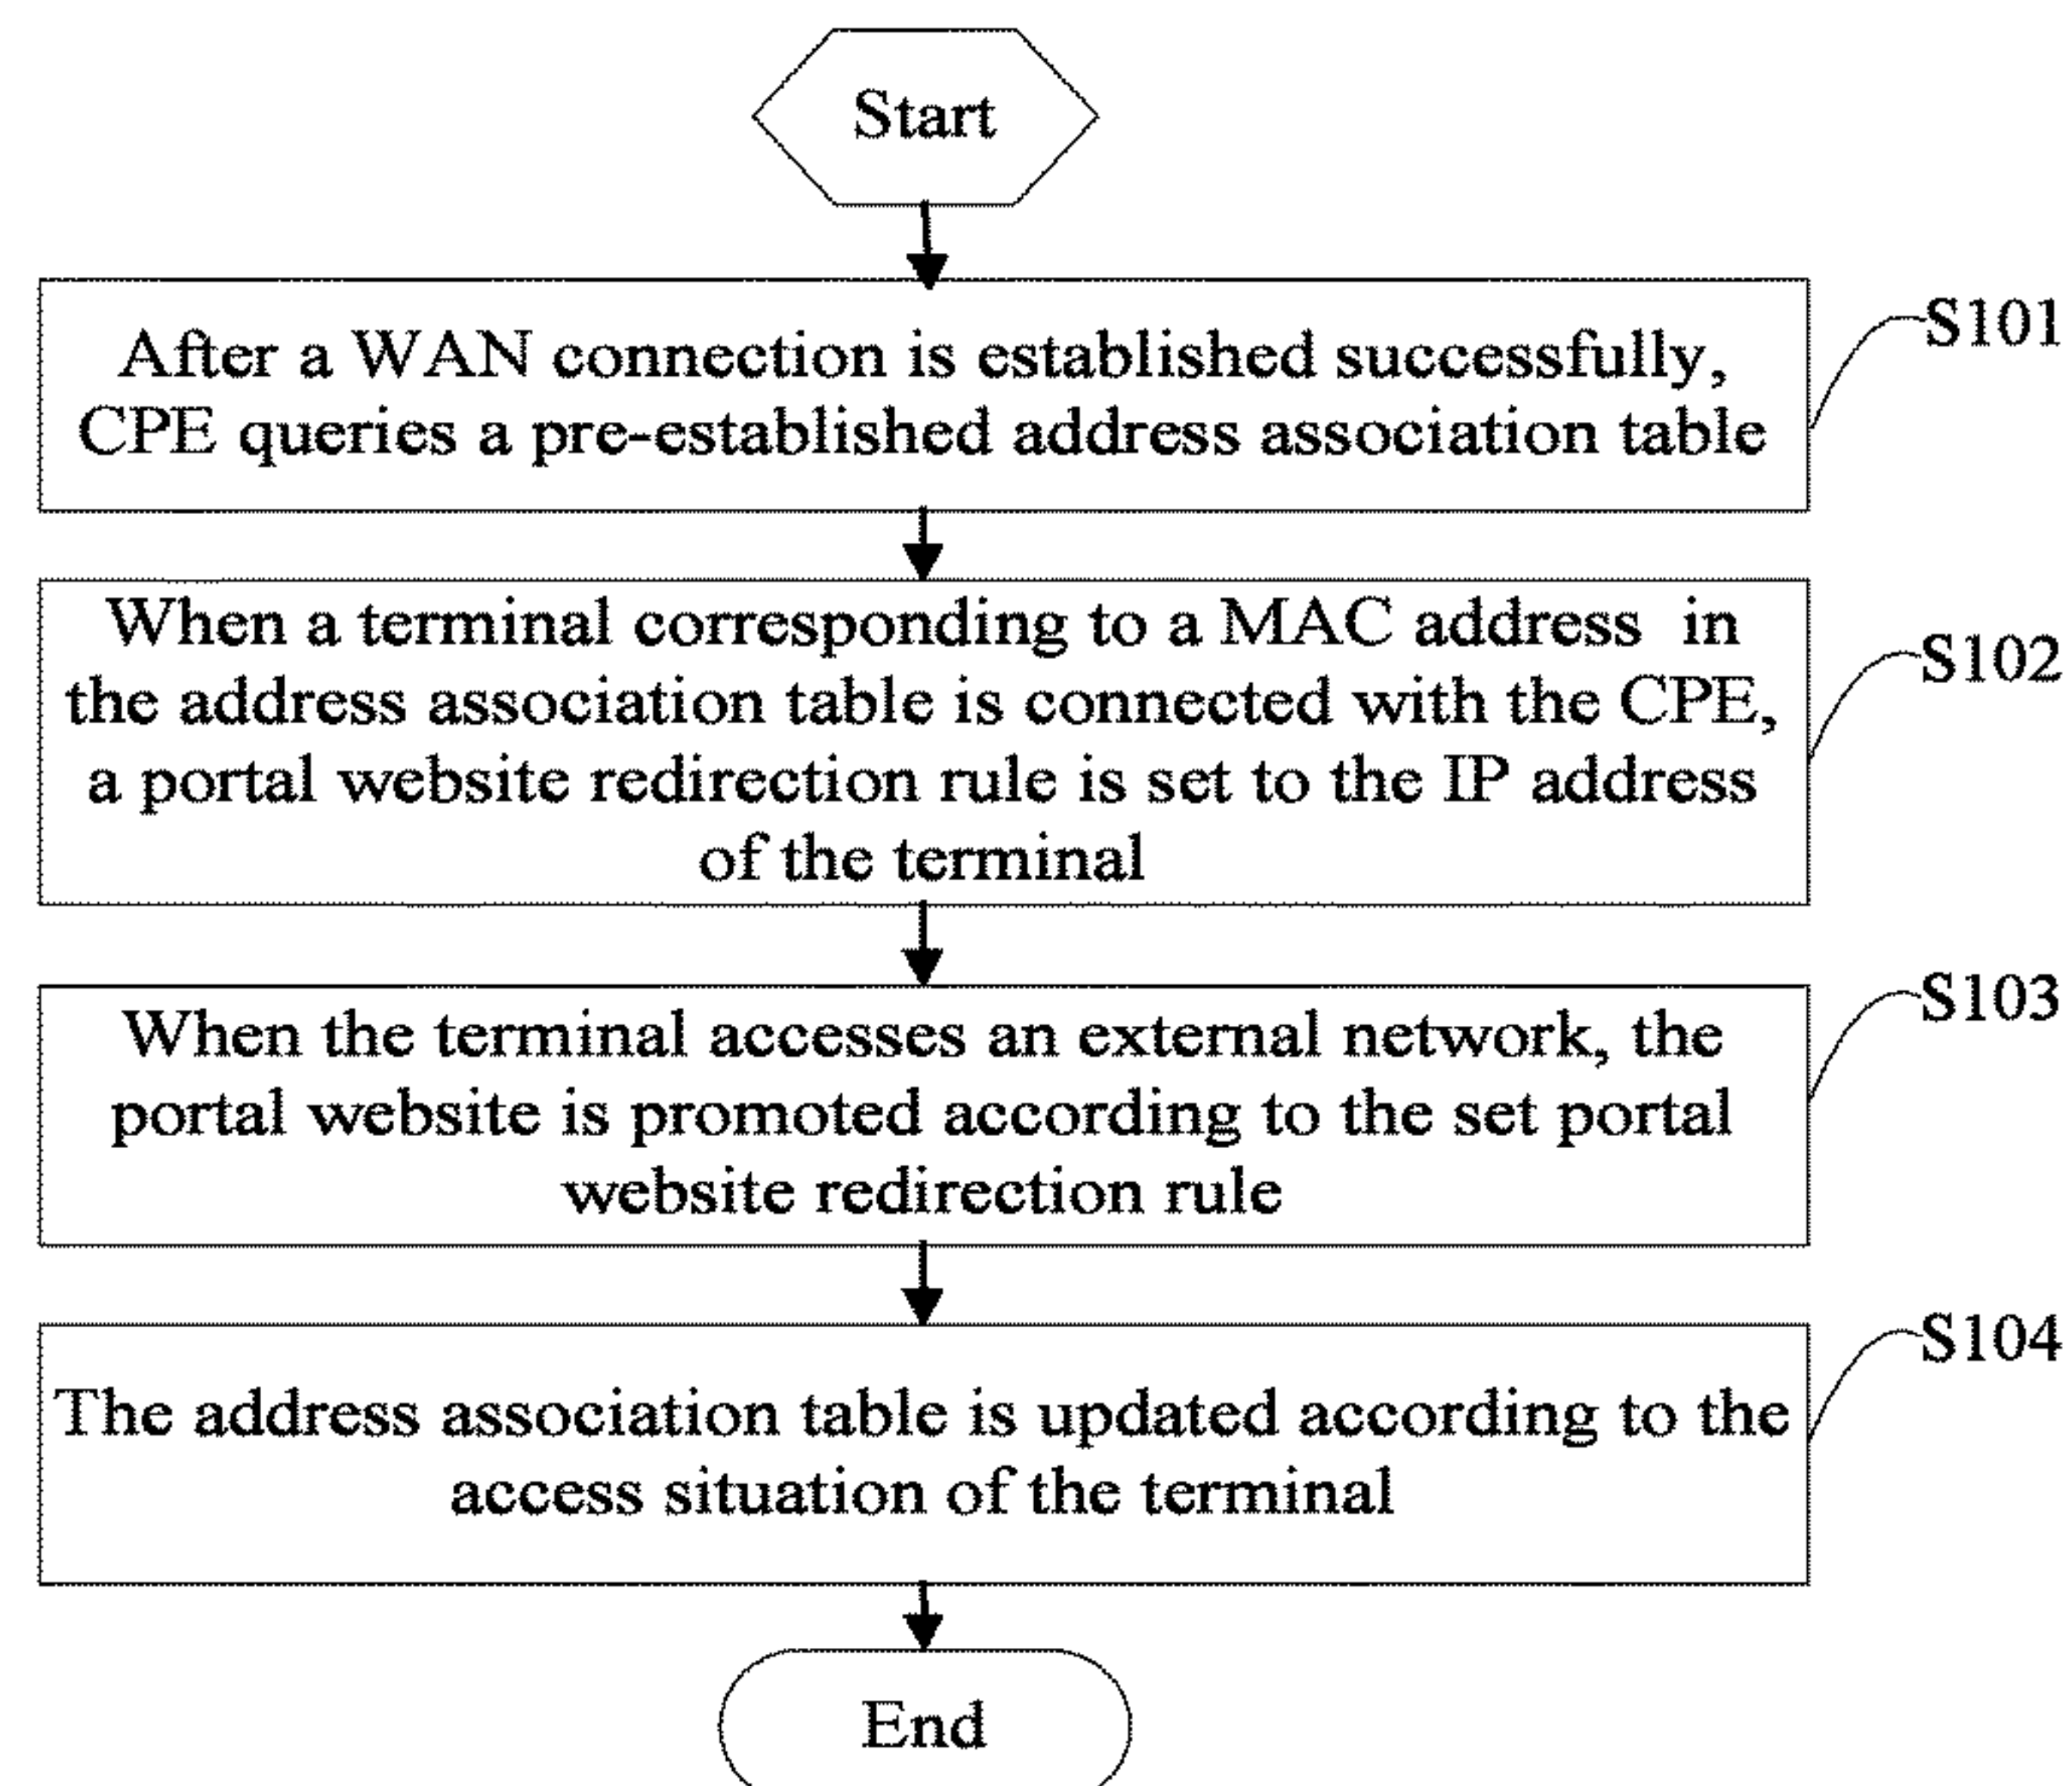 Start
After a WAN connection is established successfully,
CPE queries a pre-established address association table
S101
When a terminal corresponding to a MAC address in
the address association table is connected with the CPE,
a portal website redirection rule is set to the IP address
of the terminal
S102
When the terminal accesses an external network, the
portal website is promoted according to the set portal
website redirection rule
S103
The address association table is updated according to the
access situation of the terminal
S104
End